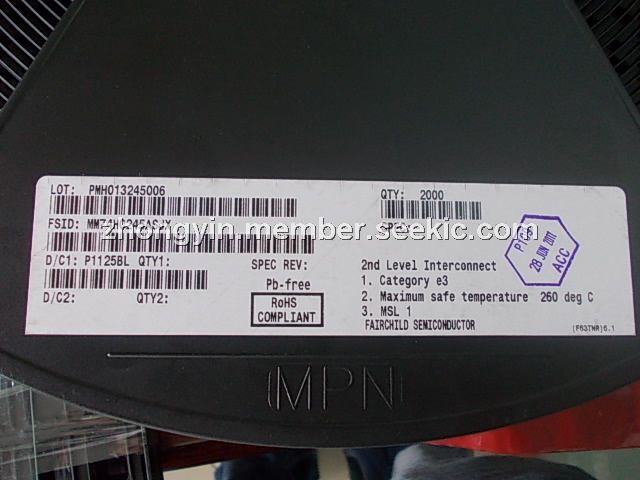 LOT: PMH013245006
QTY: 2000
FSID: MM74HC245ASJX
SPEC:
zhongyin.member.seekic.com
D/C1: P1125BL QTY1:
SPEC REV:
D/C2: QTY2:
Pb-free
RoHS
COMPLIANT
2nd Level Interconnect
1. Category e3
2. Maximum safe temperature 260 deg C
3. MSL 1
FAIRCHILD SEMICONDUCTOR
28 JUN 2011
ACC
(F63TNR)6.1
MPN